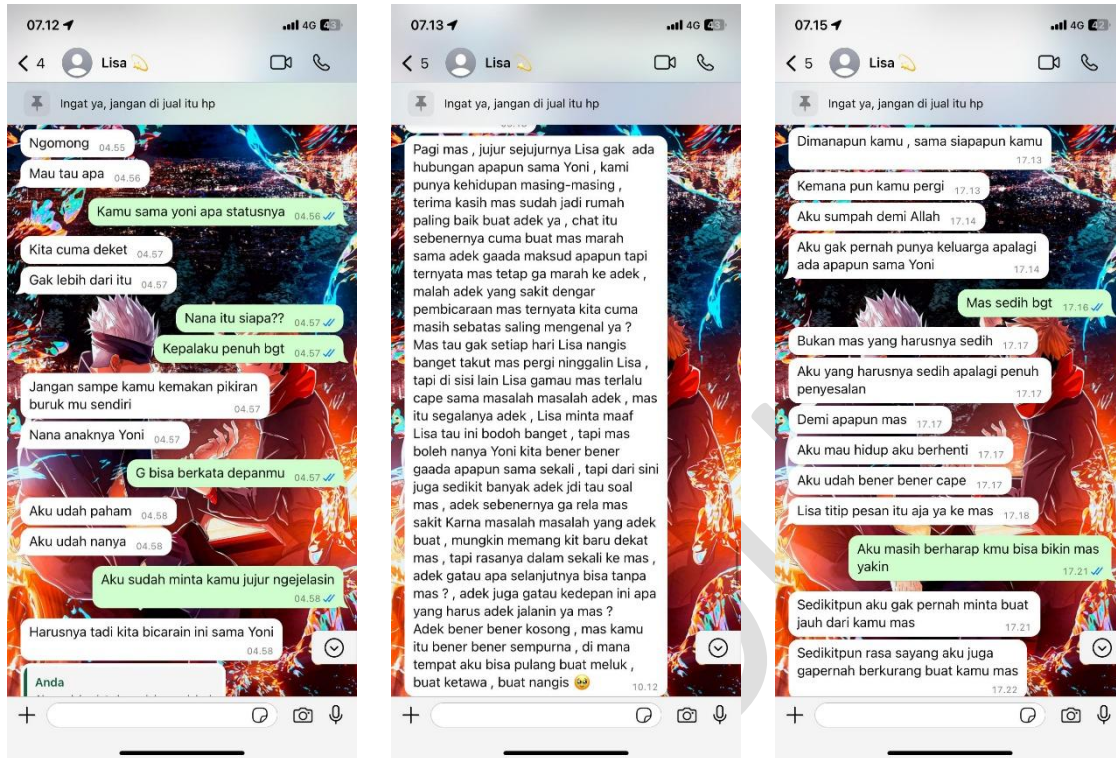 07.12
4G 43
4 Lisa
Ingat ya, jangan di jual itu hp
Ngomong 04.55
Mau tau apa 04.56
Kamu sama yoni apa statusnya 04.56
Kita cuma deket 04.57
Gak lebih dari itu 04.57
Nana itu siapa?? 04.57
Kepalaku penuh bgt 04.57
Jangan sampe kamu kemakan pikiran
buruk mu sendiri 04.57
Nana anaknya Yoni 04.57
G bisa berkata depanmu 04.57
Aku udah paham 04.58
Aku udah nanya 04.58
Aku sudah minta kamu jujur ngejelasin
04.58
Harusnya tadi kita bicarain ini sama Yoni
04.58
Anda
07.13
4G 43
5 Lisa
Ingat ya, jangan di jual itu hp
Pagi mas , jujur sejujurnya Lisa gak ada
hubungan apapun sama Yoni , kami
punya kehidupan masing-masing ,
terima kasih mas sudah jadi rumah
paling baik buat adek ya , chat itu
sebenernya cuma buat mas marah
sama adek gaada maksud apapun tapi
ternyata mas tetap ga marah ke adek ,
malah adek yang sakit dengar
pembicaraan mas ternyata kita cuma
masih sebatas saling mengenal ya ?
Mas tau gak setiap hari Lisa nangis
banget takut mas pergi ninggalin Lisa ,
tapi di sisi lain Lisa gamau mas terlalu
cape sama masalah masalah adek , mas
itu segalanya adek , Lisa minta maaf
Lisa tau ini bodoh banget , tapi mas
boleh nanya Yoni kita bener bener
gaada apapun sama sekali , tapi dari sini
juga sedikit banyak adek jdi tau soal
mas , adek sebenernya ga rela mas
sakit Karna masalah masalah yang adek
buat , mungkin memang kit baru dekat
mas , tapi rasanya dalam sekali ke mas ,
adek gatau apa selanjutnya bisa tanpa
mas ? , adek juga gatau kedepan ini apa
yang harus adek jalanin ya mas ?
Adek bener bener kosong , mas kamu
itu bener bener sempurna , di mana
tempat aku bisa pulang buat meluk ,
buat ketawa , buat nangis 🥹
10.12
07.15
4G 42
5 Lisa
Ingat ya, jangan di jual itu hp
Dimanapun kamu , sama siapapun kamu
17.13
Kemana pun kamu pergi 17.13
Aku sumpah demi Allah 17.14
Aku gak pernah punya keluarga apalagi
ada apapun sama Yoni 17.14
Mas sedih bgt 17.16
Bukan mas yang harusnya sedih 17.17
Aku yang harusnya sedih apalagi penuh
penyesalan 17.17
Demi apapun mas 17.17
Aku mau hidup aku berhenti 17.17
Aku udah bener bener cape 17.17
Lisa titip pesan itu aja ya ke mas 17.18
Aku masih berharap kmu bisa bikin mas
yakin 17.21
Sedikitpun aku gak pernah minta buat
jauh dari kamu mas 17.21
Sedikitpun rasa sayang aku juga
gapernah berkurang buat kamu mas
17.22